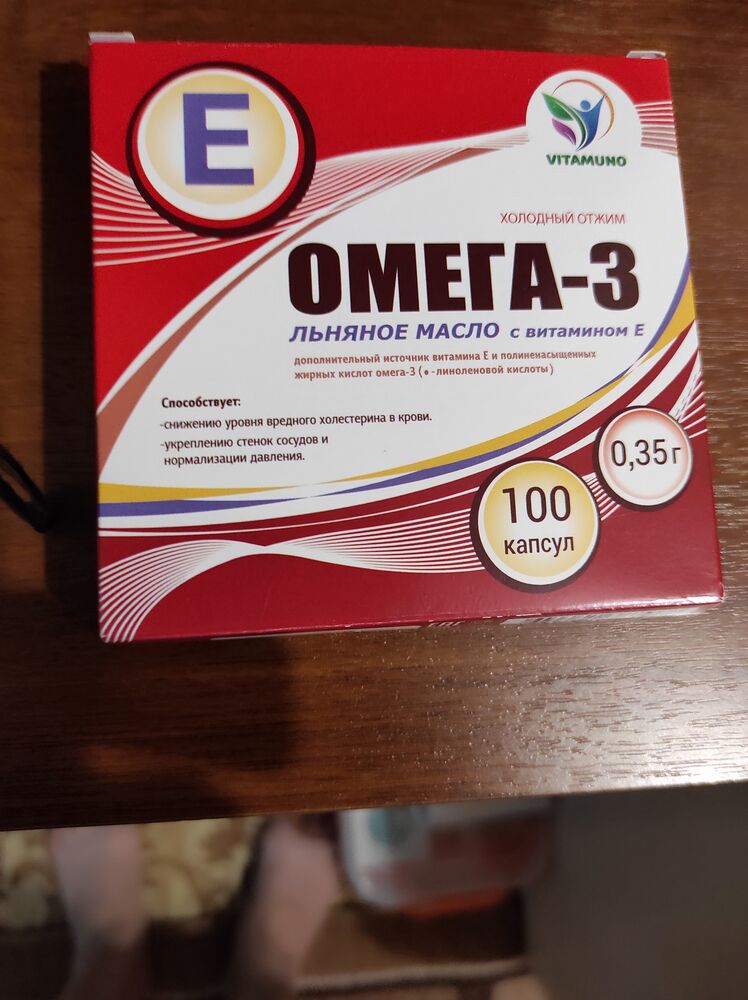 E
VITAMUNO
ХОЛОДНЫЙ ОТЖИМ
ОМЕГА-3
ЛЬНЯНОЕ МАСЛО с витамином Е
дополнительный источник витамина Е и полиненасыщенных
жирных кислот омега-3 (•-линоленовой кислоты)
Способствует:
-снижению уровня вредного холестерина в крови.
-укреплению стенок сосудов и
нормализации давления.
0,35г
100
капсул